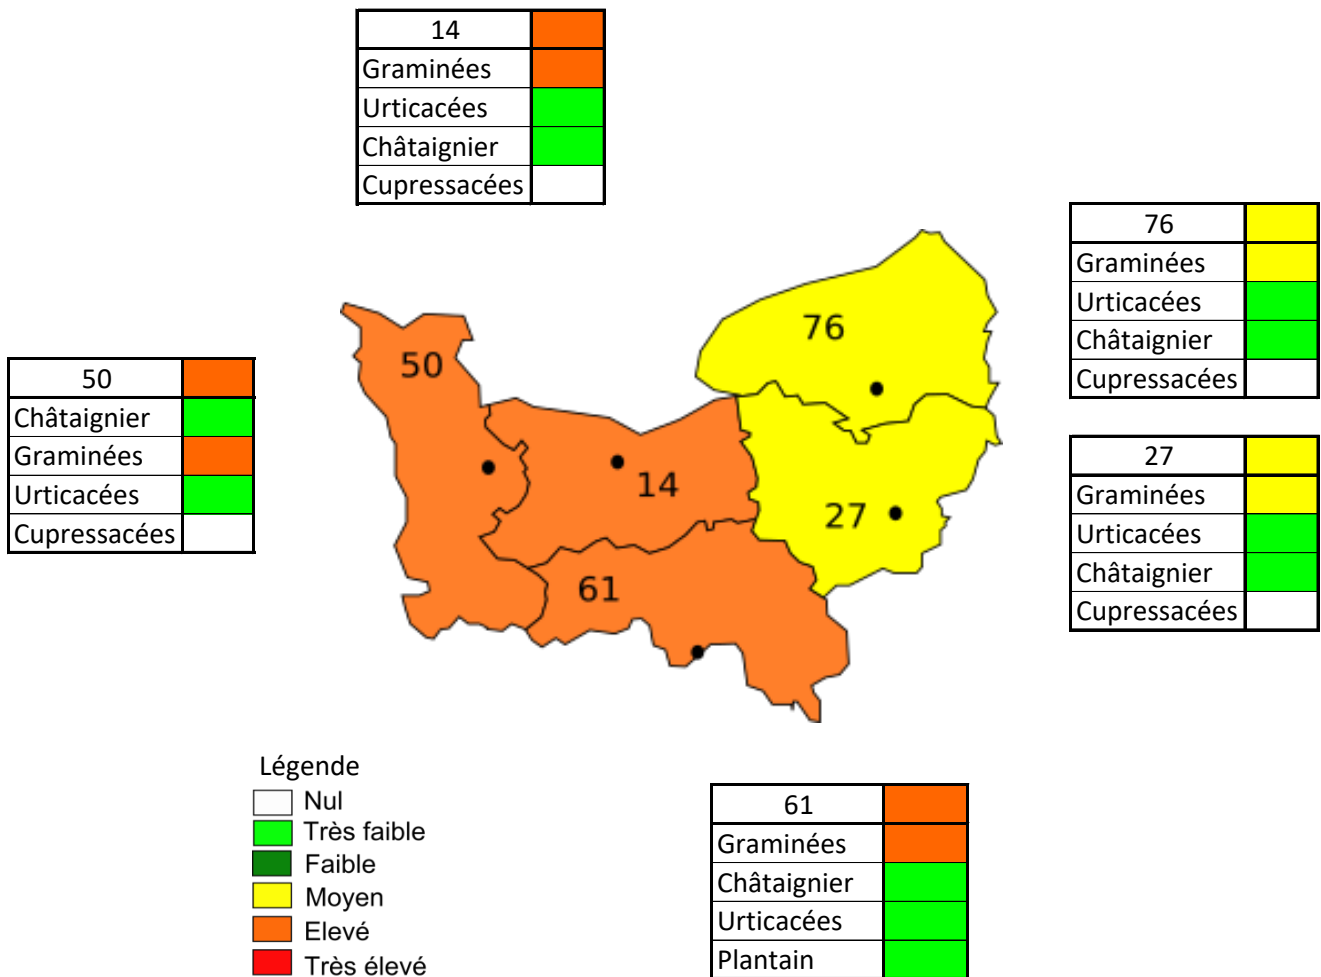 14
Graminées
Urticacées
Châtaignier
Cupressacées
76
Graminées
Urticacées
Châtaignier
Cupressacées
50
Châtaignier
Graminées
Urticacées
Cupressacées
76
50
14
27
61
27
Graminées
Urticacées
Châtaignier
Cupressacées
Légende
Nul
Très faible
Faible
Moyen
Elevé
Très élevé
61
Graminées
Châtaignier
Urticacées
Plantain